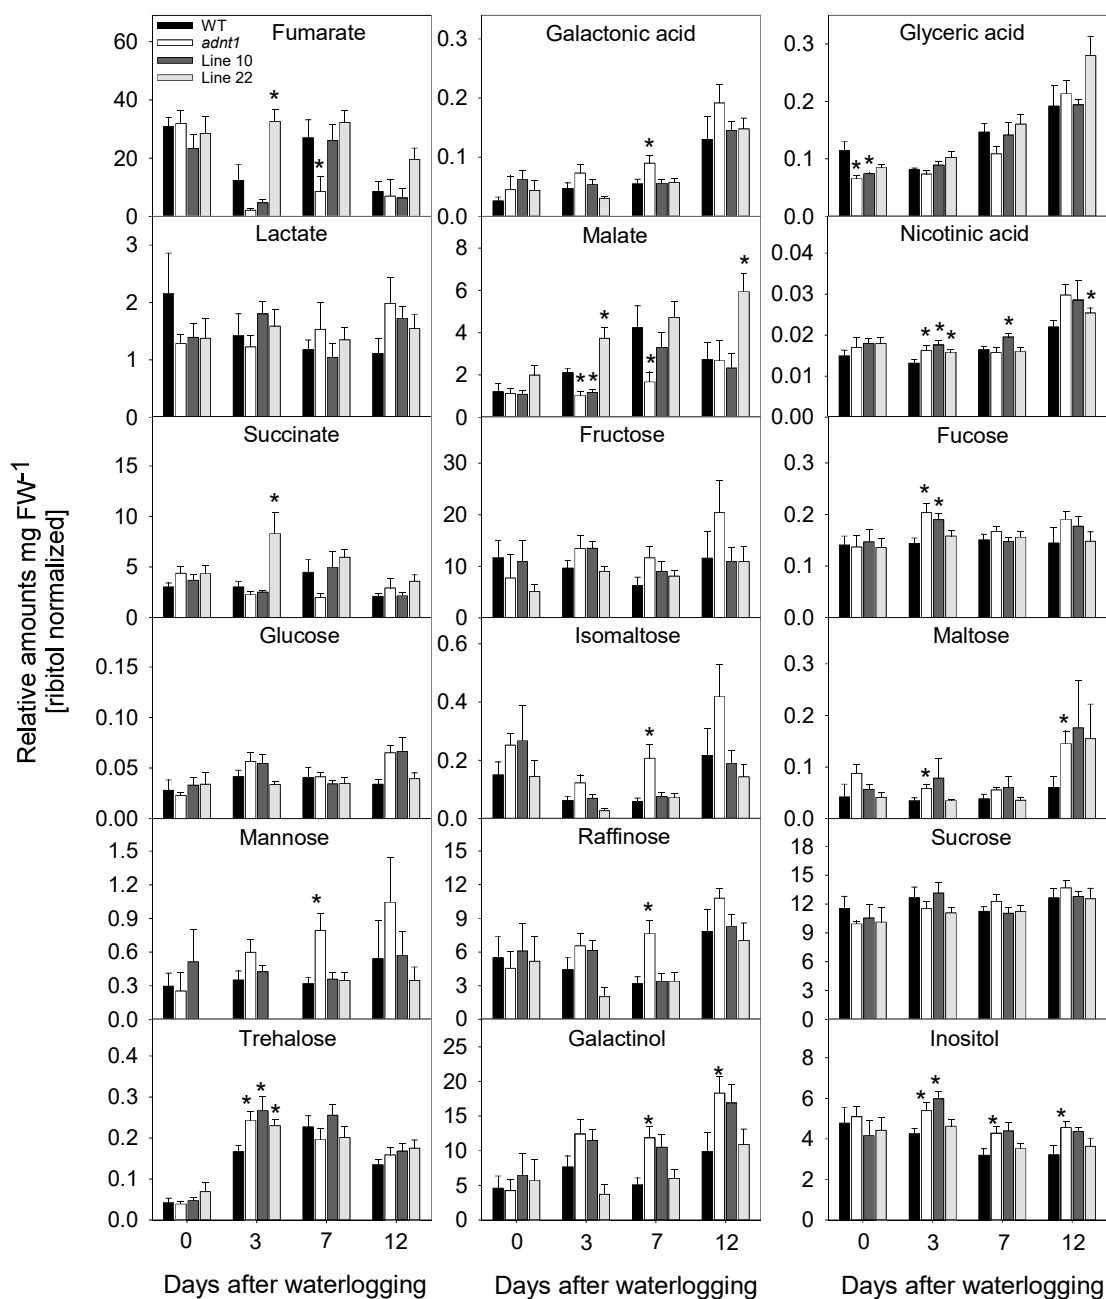 WT
adnt1
Line 10
Line 22
Fumarate
60
40
20
0
Galactonic acid
0.3
0.2
0.1
0.0
Glyceric acid
0.3
0.2
0.1
0.0
*
*
* *
Lactate
3
2
1
0
Malate
8
6
4
2
0
Nicotinic acid
0.04
0.03
0.02
0.01
0.00
* * * * *
* * * * *
Succinate
15
10
5
0
Fructose
30
20
10
0
Fucose
0.3
0.2
0.1
0.0
*
* *
Glucose
0.15
0.10
0.05
0.00
Isomaltose
0.6
0.4
0.2
0.0
Maltose
0.3
0.2
0.1
0.0
*
* *
Mannose
1.5
1.2
0.9
0.6
0.3
0.0
Raffinose
15
12
9
6
3
0
Sucrose
18
15
12
9
6
3
0
*
*
Trehalose
0.4
0.3
0.2
0.1
0.0
Galactinol
25
20
15
10
5
0
Inositol
8
6
4
2
0
* * *
* *
* * * *
0 3 7 12
0 3 7 12
0 3 7 12
Days after waterlogging
Days after waterlogging
Days after waterlogging
Relative amounts mg FW-1
[ribitol normalized]